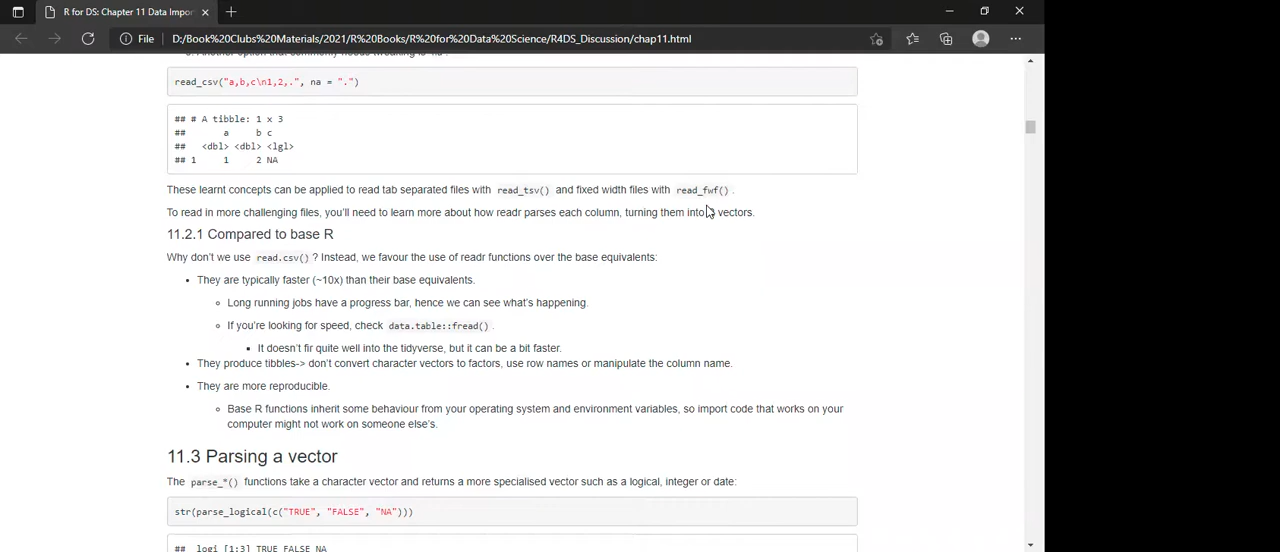 R for DS: Chapter 11 Data Impor
File
D:/Book%20Clubs%20Materials/2021/R%20Books/R%20for%20Data%20Science/R4DS_Discussion/chap11.html
read_csv("a,b,c\n1,2,.", na = ".")
## # A tibble: 1 x 3
## a b c
## <dbl> <dbl> <lgl>
## 1 1 2 NA
These learnt concepts can be applied to read tab separated files with read_tsv() and fixed width files with read_fwf() .
To read in more challenging files, you'll need to learn more about how readr parses each column, turning them into vectors.
11.2.1 Compared to base R
Why don't we use read.csv() ? Instead, we favour the use of readr functions over the base equivalents:
They are typically faster (~10x) than their base equivalents.
Long running jobs have a progress bar, hence we can see what's happening.
If you're looking for speed, check data.table::fread() .
It doesn't fir quite well into the tidyverse, but it can be a bit faster.
They produce tibbles-> don't convert character vectors to factors, use row names or manipulate the column name.
They are more reproducible.
Base R functions inherit some behaviour from your operating system and environment variables, so import code that works on your
computer might not work on someone else's.
11.3 Parsing a vector
The parse_*() functions take a character vector and returns a more specialised vector such as a logical, integer or date:
str(parse_logical(c("TRUE", "FALSE", "NA")))
## logi [1:3] TRUE FALSE NA